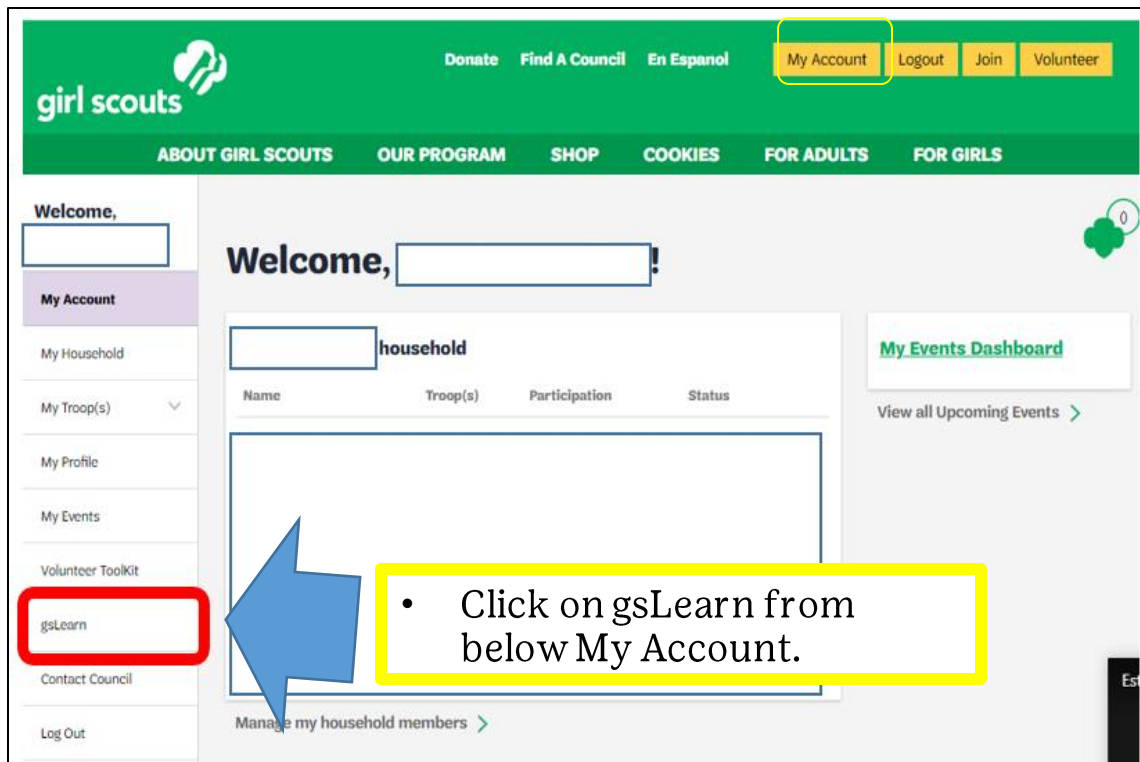 Donate Find A Council En Espanol My Account Logout Join Volunteer
girl scouts
ABOUT GIRL SCOUTS OUR PROGRAM SHOP COOKIES FOR ADULTS FOR GIRLS
Welcome,
0
Welcome, !
My Account
household
My Events Dashboard
My Household
Name Troop(s) Participation Status
My Troop(s)
View all Upcoming Events >
My Profile
My Events
Volunteer ToolKit
• Click on gsLearn from
below My Account.
gsLearn
Contact Council
Est
Manage my household members >
Log Out